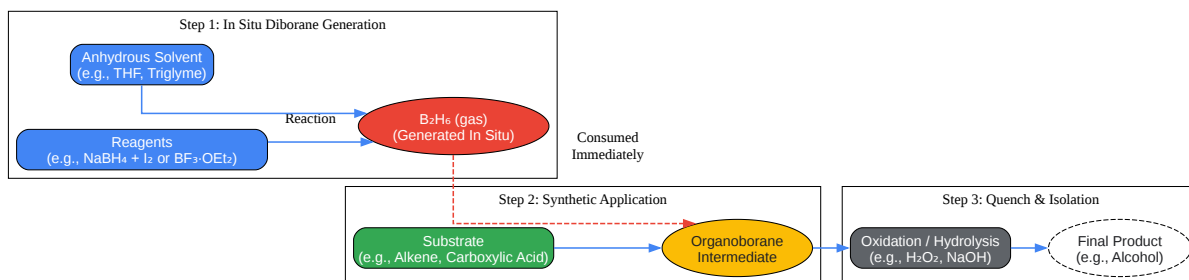 Step 1: In Situ Diborane Generation
Anhydrous Solvent
(e.g., THF, Triglyme)
Reaction
B₂H₆ (gas)
(Generated In Situ)
Reagents
(e.g., NaBH₄ + I₂ or BF₃·OEt₂)
Consumed
Immediately
Step 2: Synthetic Application
Substrate
(e.g., Alkene, Carboxylic Acid)
Organoborane
Intermediate
Step 3: Quench & Isolation
Oxidation / Hydrolysis
(e.g., H₂O₂, NaOH)
Final Product
(e.g., Alcohol)